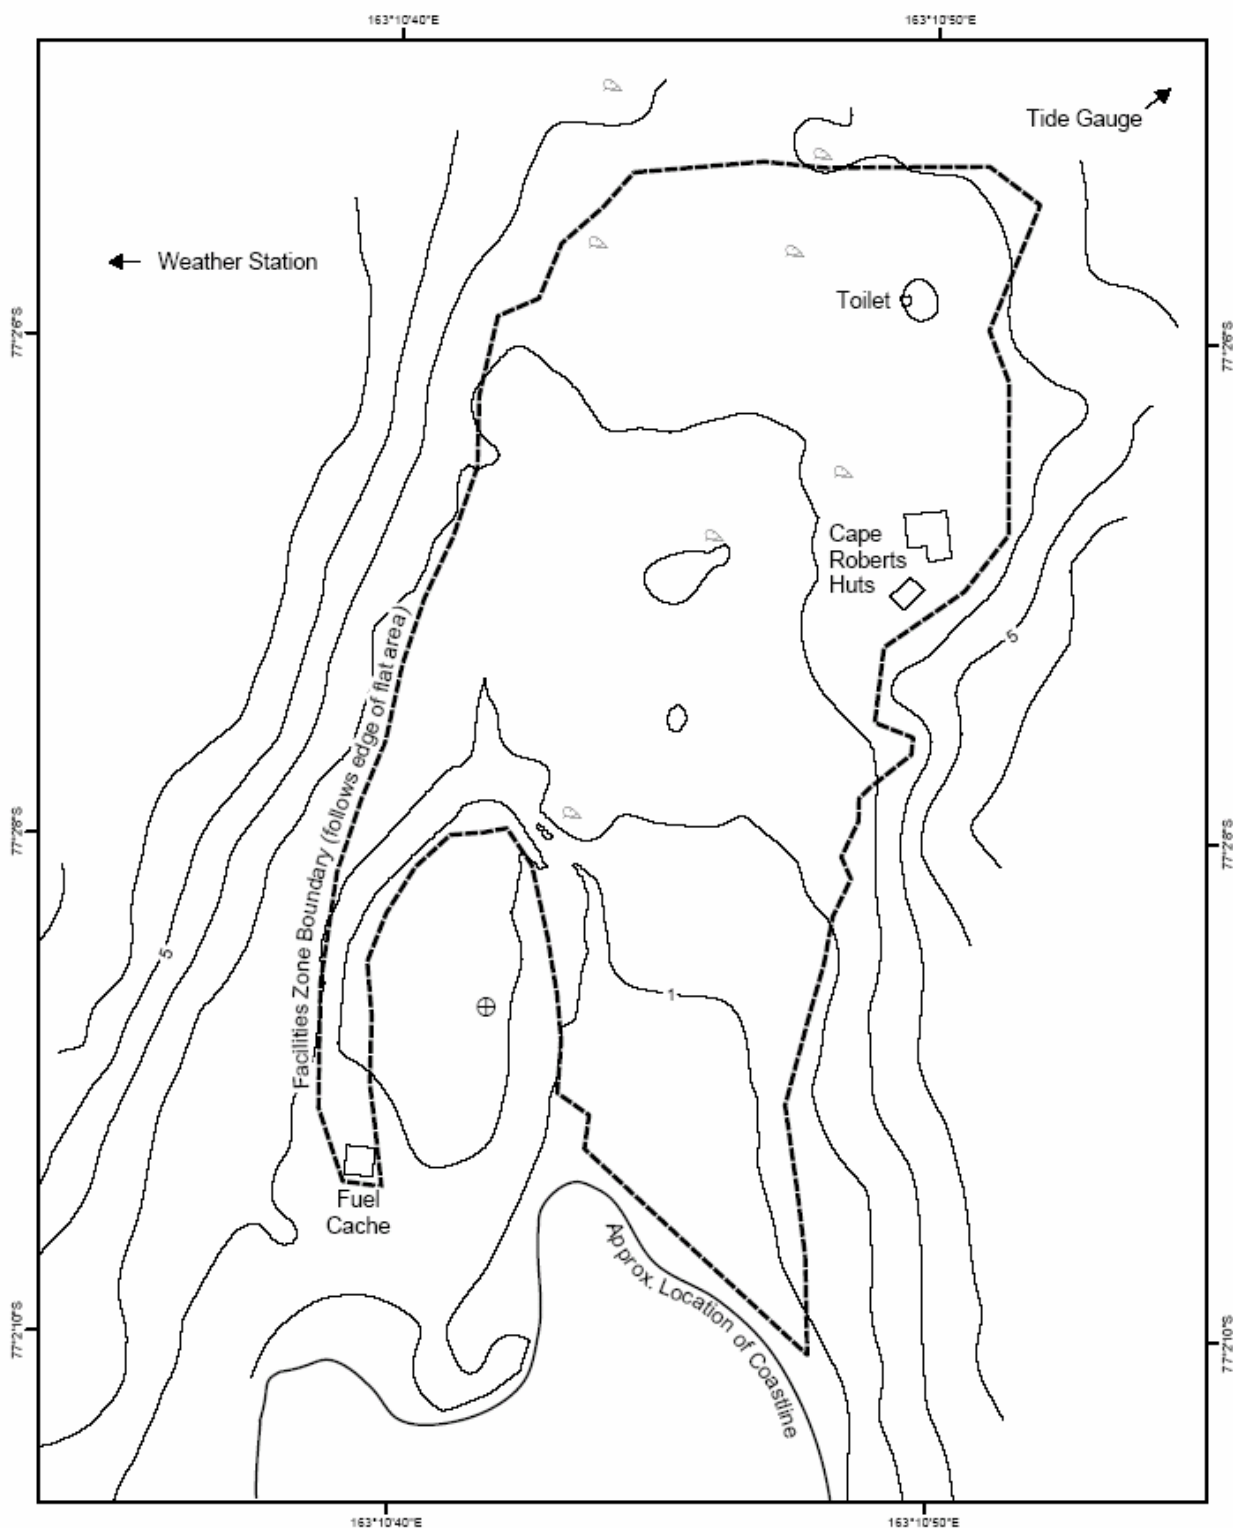 163°10'40"E
163°10'50"E
Tide Gauge
Weather Station
Toilet
77°2'6"S
77°2'6"S
Cape
Roberts
Huts
5
Facilities Zone Boundary (follows edge of flat area)
77°2'8"S
77°2'8"S
5
1
Fuel
Cache
Approx. Location of Coastline
77°2'10"S
77°2'10"S
163°10'40"E
163°10'50"E